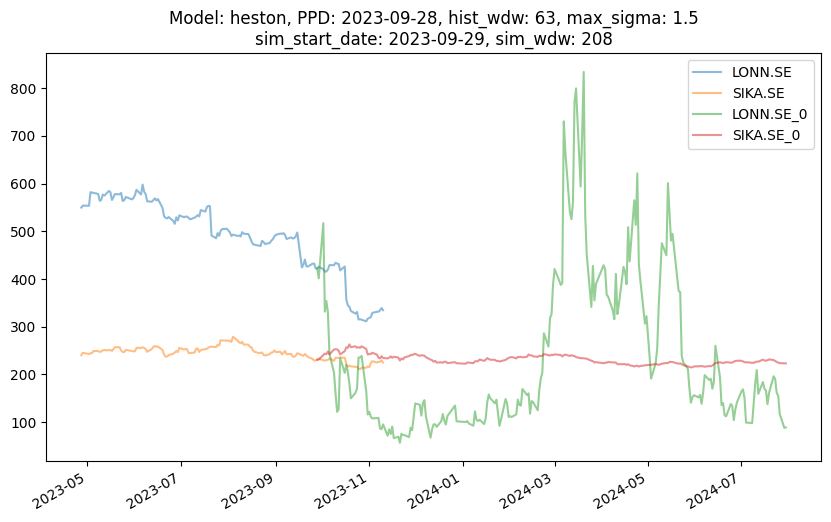 Model: heston, PPD: 2023-09-28, hist_wdw: 63, max_sigma: 1.5
sim_start_date: 2023-09-29, sim_wdw: 208
LONN.SE
SIKA.SE
LONN.SE_0
SIKA.SE_0
800
700
600
500
400
300
200
100
2023-05
2023-07
2023-09
2023-11
2024-01
2024-03
2024-05
2024-07